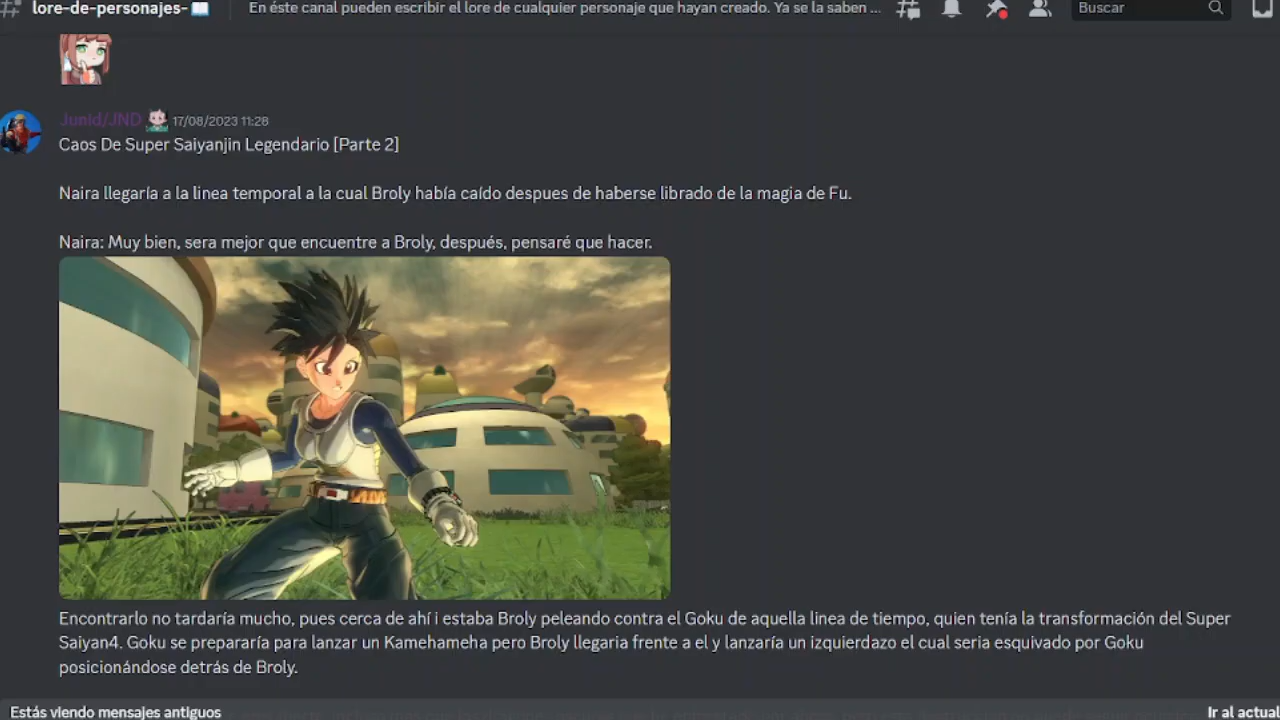 lore-de-personajes-📖
En éste canal pueden escribir el lore de cualquier personaje que hayan creado. Ya se la saben ...
Buscar
Junid/JND 17/08/2023 11:28
Caos De Super Saiyanjin Legendario [Parte 2]
Naira llegaría a la linea temporal a la cual Broly había caído despues de haberse librado de la magia de Fu.
Naira: Muy bien, sera mejor que encuentre a Broly, después, pensaré que hacer.
Encontrarlo no tardaría mucho, pues cerca de ahí i estaba Broly peleando contra el Goku de aquella linea de tiempo, quien tenía la transformación del Super
Saiyan4. Goku se prepararía para lanzar un Kamehameha pero Broly llegaria frente a el y lanzaría un izquierdazo el cual seria esquivado por Goku
posicionándose detrás de Broly.
Estás viendo mensajes antiguos
Ir al actual